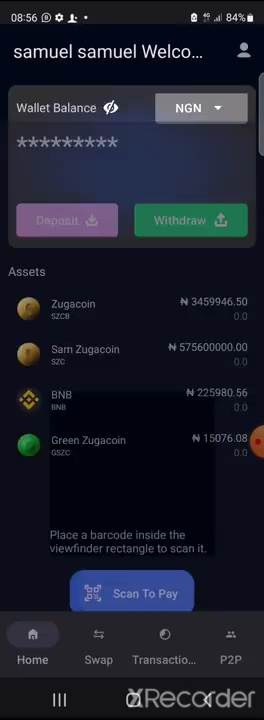 08:56
84%
samuel samuel Welco...
Wallet Balance
NGN
*********
Deposit
Withdraw
Assets
Zugacoin
₦ 3459946.50
SZCB
0.0
Sam Zugacoin
₦ 575600000.00
SZC
0.0
BNB
₦ 225980.56
BNB
0.0
Green Zugacoin
₦ 15076.08
GSZC
0.0
Place a barcode inside the
viewfinder rectangle to scan it.
Scan To Pay
Home
Swap
Transactio...
P2P
XRecorder